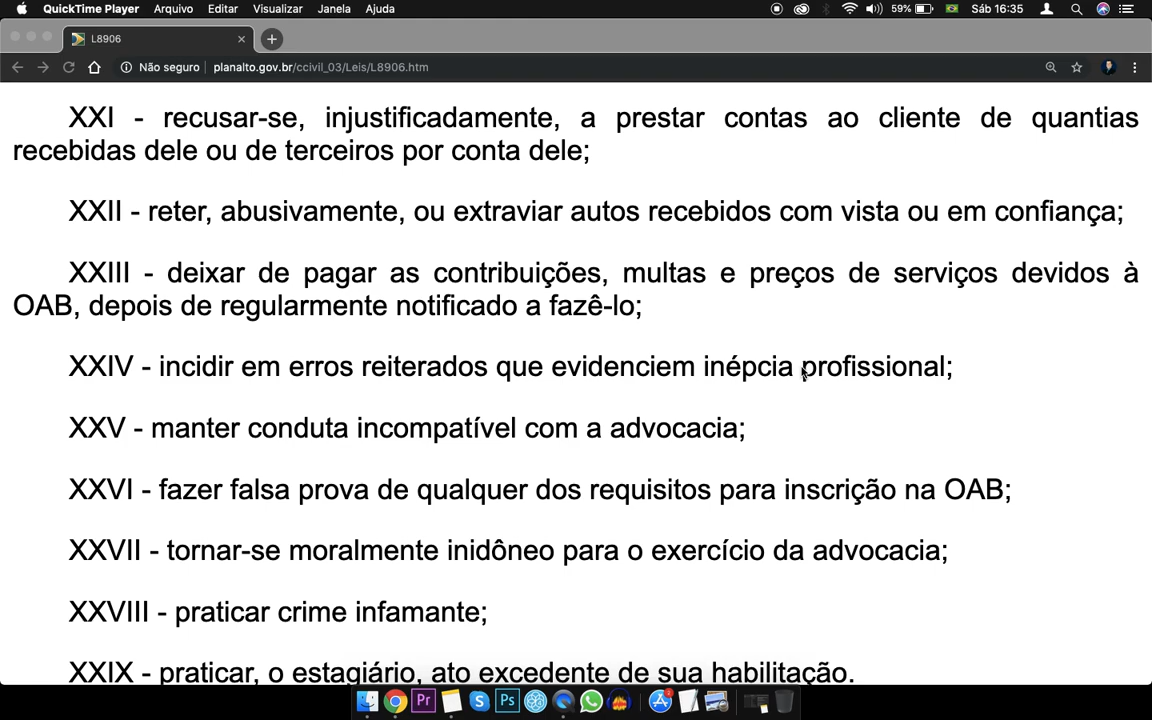 QuickTime Player Arquivo Editar Visualizar Janela Ajuda 59% Sáb 16:35
L8906
Não seguro planalto.gov.br/ccivil_03/Leis/L8906.htm
XXI - recusar-se, injustificadamente, a prestar contas ao cliente de quantias
recebidas dele ou de terceiros por conta dele;
XXII - reter, abusivamente, ou extraviar autos recebidos com vista ou em confiança;
XXIII - deixar de pagar as contribuições, multas e preços de serviços devidos à
OAB, depois de regularmente notificado a fazê-lo;
XXIV - incidir em erros reiterados que evidenciem inépcia profissional;
XXV - manter conduta incompatível com a advocacia;
XXVI - fazer falsa prova de qualquer dos requisitos para inscrição na OAB;
XXVII - tornar-se moralmente inidôneo para o exercício da advocacia;
XXVIII - praticar crime infamante;
XXIX - praticar, o estagiário, ato excedente de sua habilitação.
Pr Ps